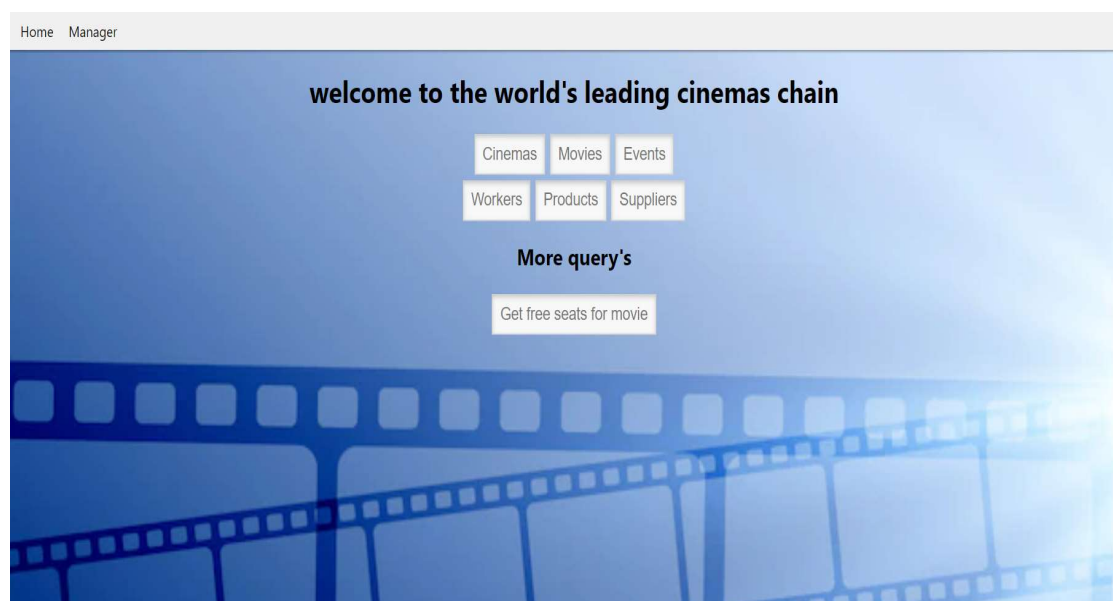 Home Manager
welcome to the world's leading cinemas chain
Cinemas Movies Events
Workers Products Suppliers
More query's
Get free seats for movie